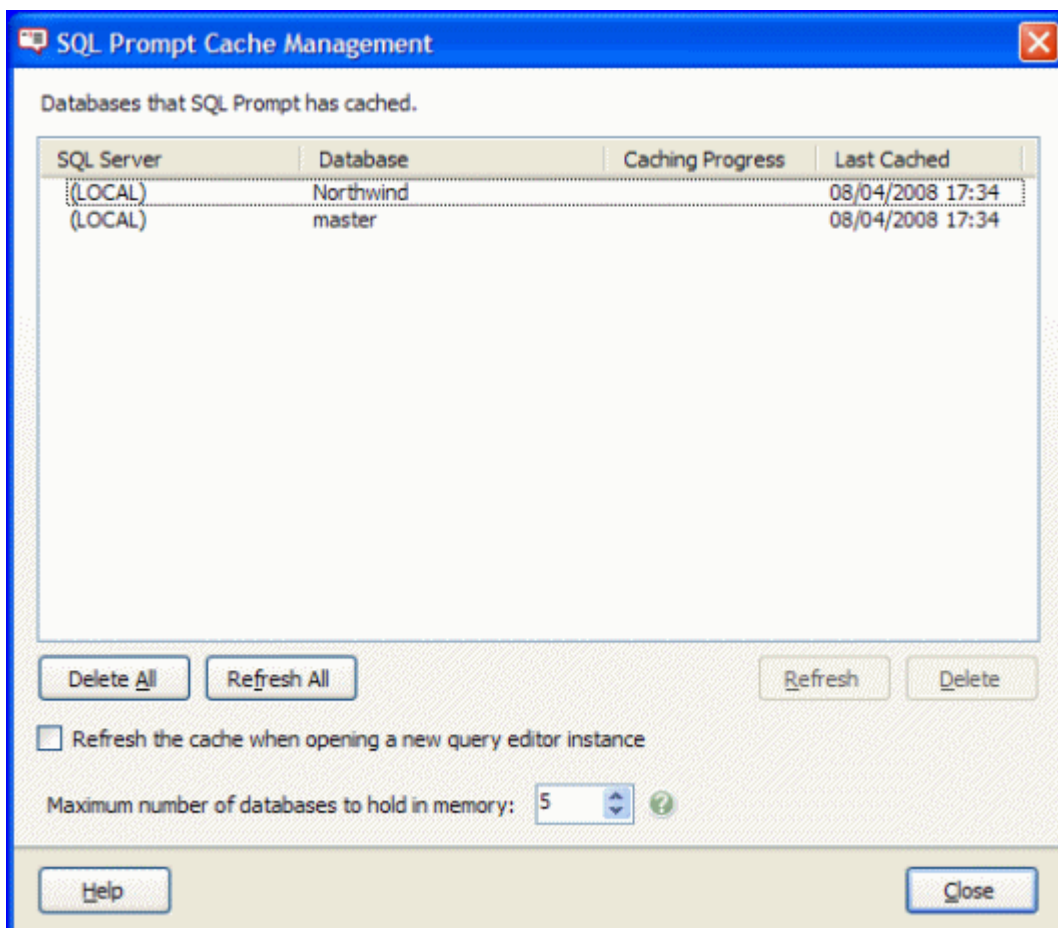 SQL Prompt Cache Management
Databases that SQL Prompt has cached.
SQL Server Database Caching Progress Last Cached
(LOCAL) Northwind 08/04/2008 17:34
(LOCAL) master 08/04/2008 17:34
Delete All Refresh All Refresh Delete
Refresh the cache when opening a new query editor instance
Maximum number of databases to hold in memory: 5 ?
Help Close